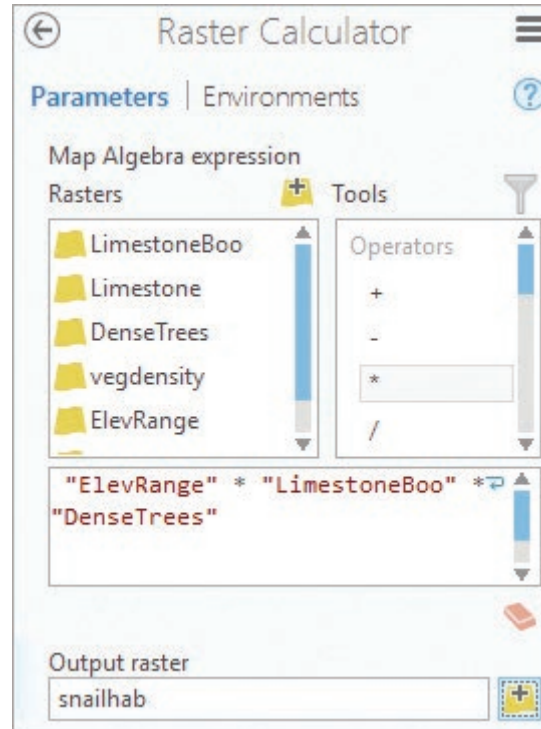 Raster Calculator
Parameters | Environments
?
Map Algebra expression
Rasters
Tools
LimestoneBoo
Limestone
DenseTrees
vegdensity
ElevRange
Operators
+
-
*
/
"ElevRange" * "LimestoneBoo" *
"DenseTrees"
Output raster
snailhab